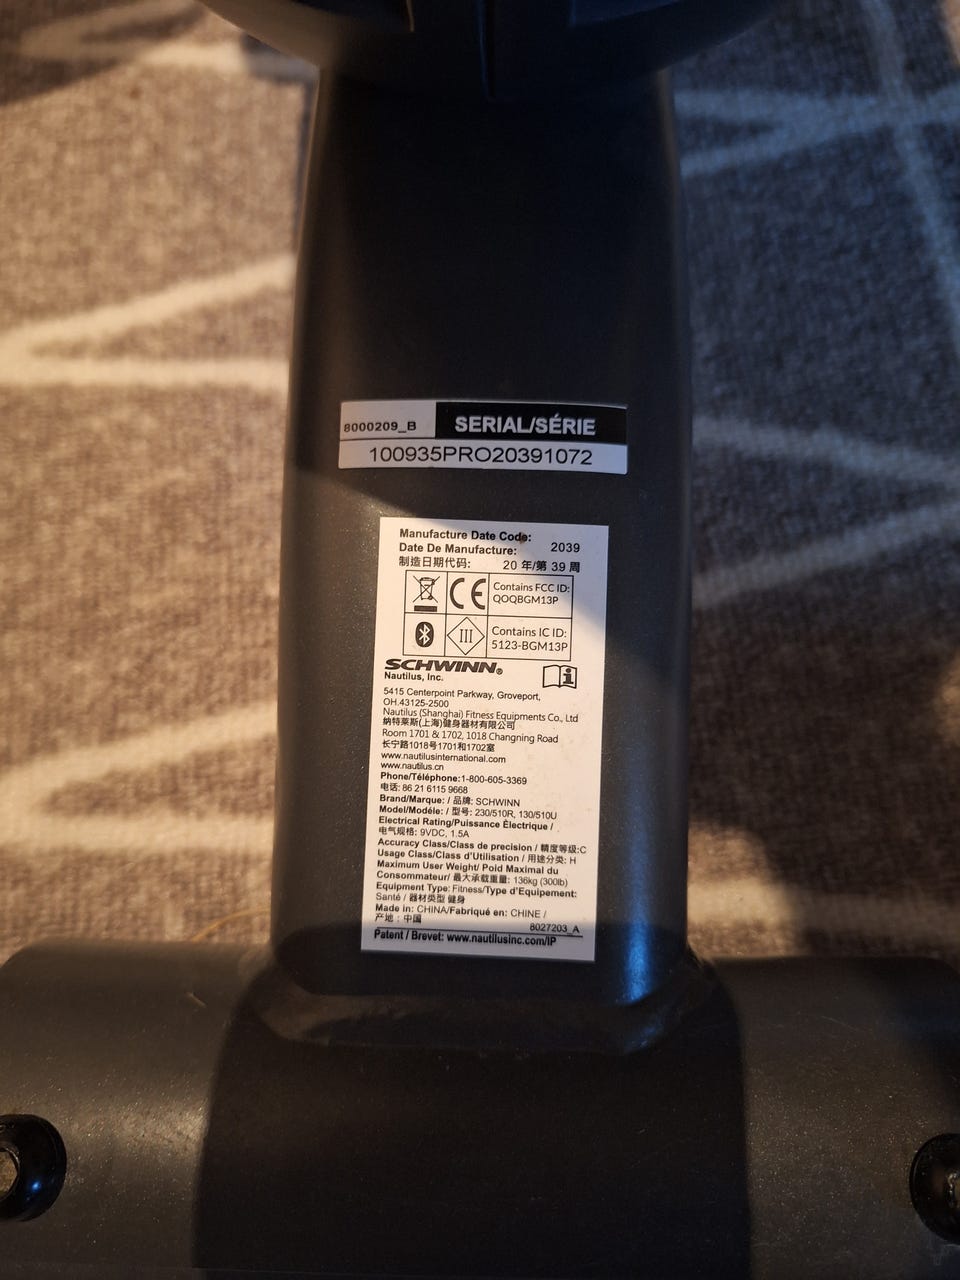 8000209_B SERIAL/SÉRIE
100935PRO20391072
Manufacture Date Code:
Date De Manufacture: 2039
制造日期代码: 20 年/第 39 周
Contains FCC ID:
QOQBGM13P
Contains IC ID:
5123-BGM13P
III
SCHWINN®
Nautilus, Inc.
5415 Centerpoint Parkway, Groveport,
OH.43125-2500
Nautilus (Shanghai) Fitness Equipments Co., Ltd
纳特莱斯(上海)健身器材有限公司
Room 1701 & 1702, 1018 Changning Road
长宁路1018号1701和1702室
www.nautilusinternational.com
www.nautilus.cn
Phone/Téléphone:1-800-605-3369
电话: 86 21 6115 9668
Brand/Marque: / 品牌: SCHWINN
Model/Modéle: / 型号: 230/510R, 130/510U
Electrical Rating/Puissance Électrique /
电气规格: 9VDC, 1.5A
Accuracy Class/Class de precision / 精度等级:C
Usage Class/Class d'Utilisation / 用途分类: H
Maximum User Weight/ Poid Maximal du
Consommateur/ 最大承载重量: 136kg (300lb)
Equipment Type: Fitness/Type d'Equipement:
Santé / 器材类型 健身
Made in: CHINA/Fabriqué en: CHINE /
产地 : 中国
8027203_A
Patent / Brevet: www.nautilusinc.com/IP